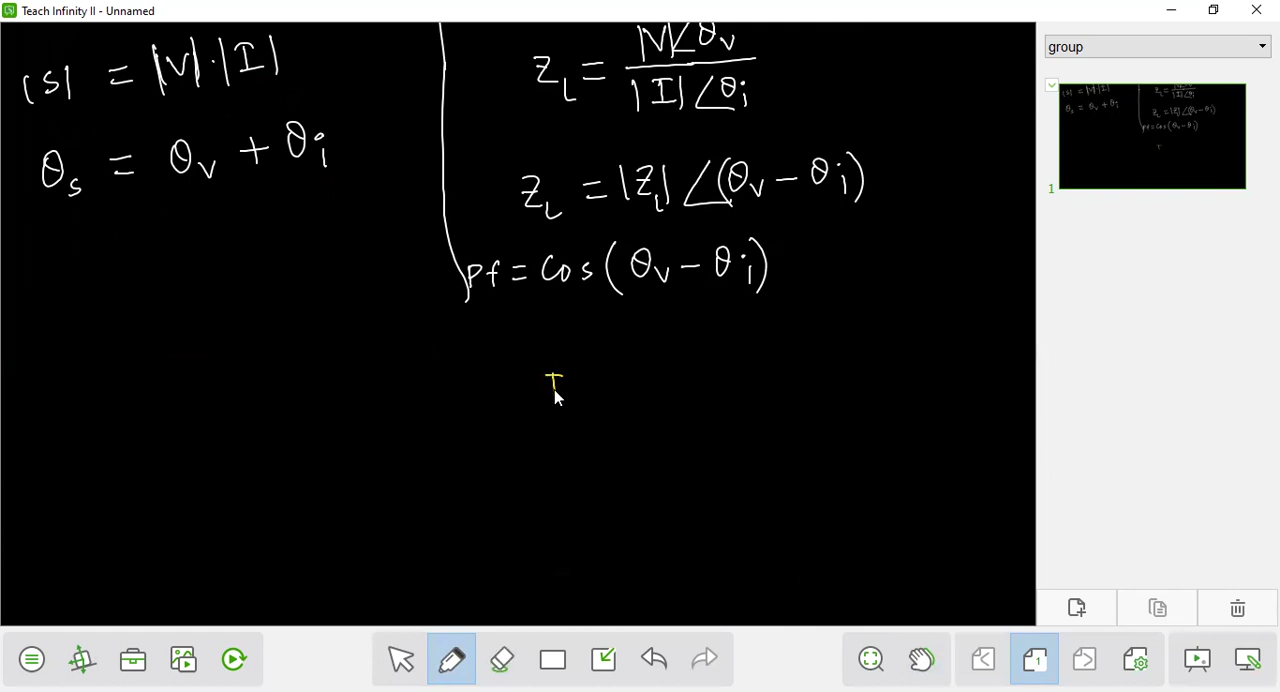 Teach Infinity II - Unnamed
|S| = |V|·|I|
θs = θv + θi
ZL = |V|∠θv / |I|∠θi
ZL = |ZL| ∠(θv − θi)
Pf = Cos(θv − θi)
T
group
1
1